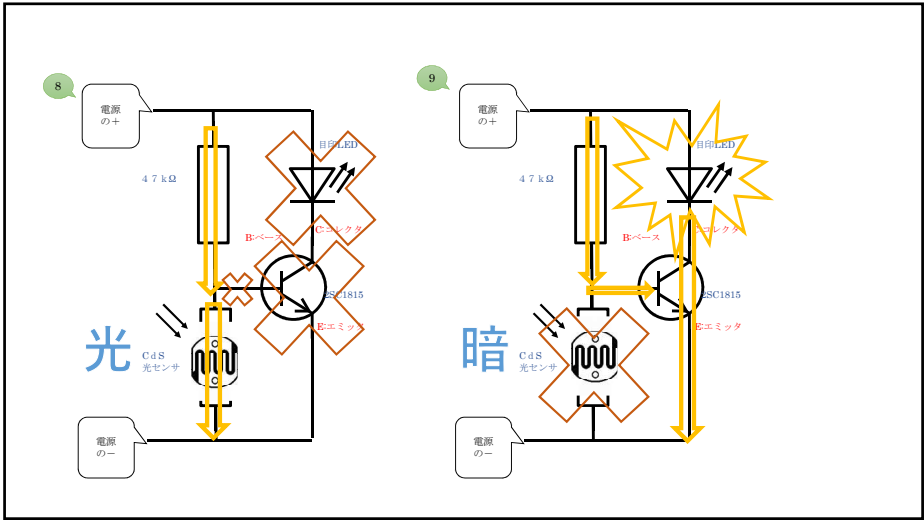 8
電源
の＋
目印LED
４７ｋΩ
C:コレクタ
B:ベース
2SC1815
E:エミッタ
光
ＣｄＳ
光センサ
電源
の－
9
電源
の＋
目印LED
４７ｋΩ
C:コレクタ
B:ベース
2SC1815
E:エミッタ
暗
ＣｄＳ
光センサ
電源
の－